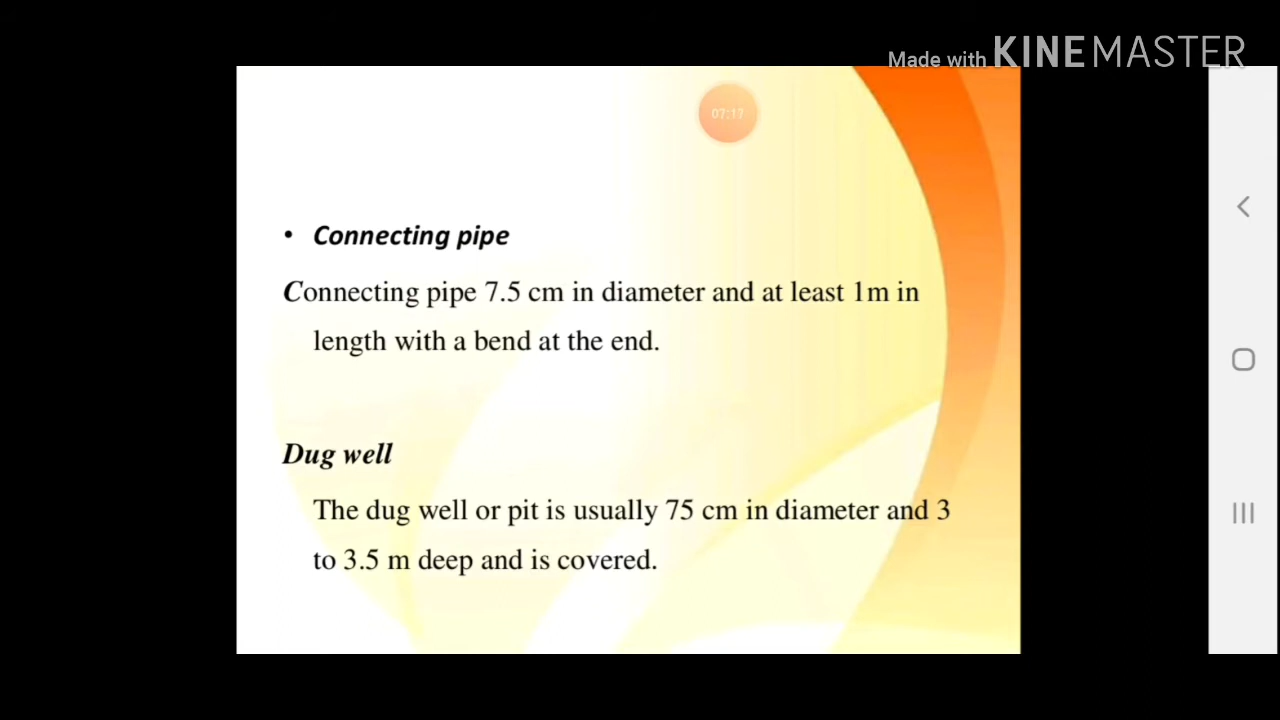 Made with KINEMASTER
07:17
• Connecting pipe
Connecting pipe 7.5 cm in diameter and at least 1m in
length with a bend at the end.
Dug well
The dug well or pit is usually 75 cm in diameter and 3
to 3.5 m deep and is covered.